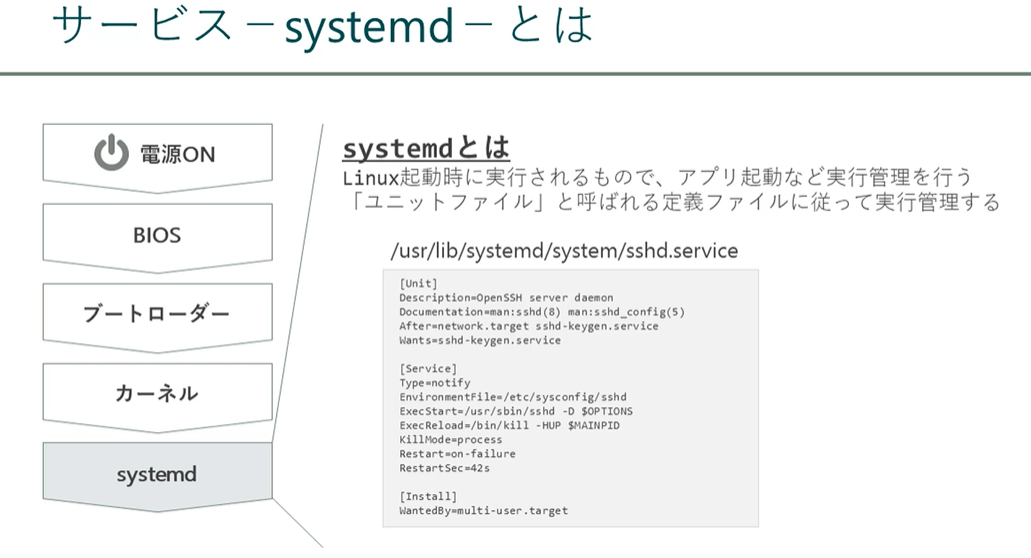 サービス－systemd－とは
電源ON
BIOS
ブートローダー
カーネル
systemd
systemdとは
Linux起動時に実行されるもので、アプリ起動など実行管理を行う
「ユニットファイル」と呼ばれる定義ファイルに従って実行管理する
/usr/lib/systemd/system/sshd.service
[Unit]
Description=OpenSSH server daemon
Documentation=man:sshd(8) man:sshd_config(5)
After=network.target sshd-keygen.service
Wants=sshd-keygen.service
[Service]
Type=notify
EnvironmentFile=/etc/sysconfig/sshd
ExecStart=/usr/sbin/sshd -D $OPTIONS
ExecReload=/bin/kill -HUP $MAINPID
KillMode=process
Restart=on-failure
RestartSec=42s
[Install]
WantedBy=multi-user.target